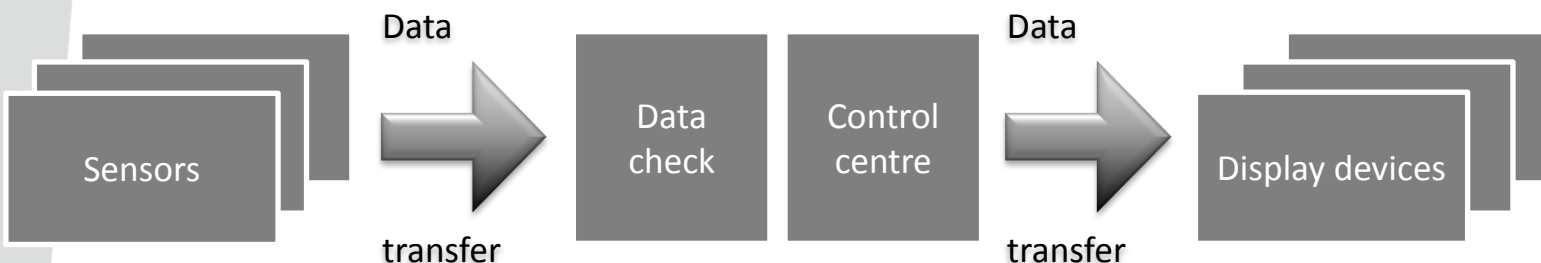 Sensors
Data
transfer
Data
check
Control
centre
Data
transfer
Display devices